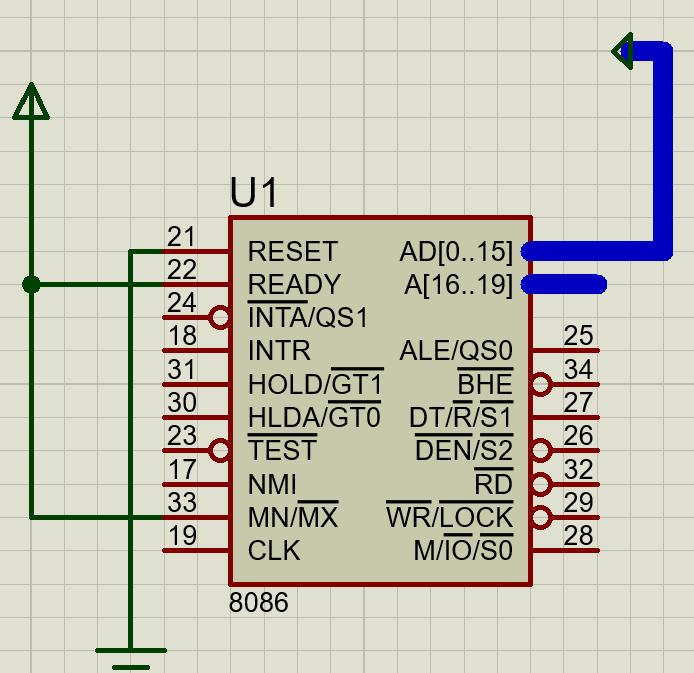 U1
21 RESET AD[0..15]
22 READY A[16..19]
24 INTA/QS1
18 INTR ALE/QS0 25
31 HOLD/GT1 BHE 34
30 HLDA/GT0 DT/R/S1 27
23 TEST DEN/S2 26
17 NMI RD 32
33 MN/MX WR/LOCK 29
19 CLK M/IO/S0 28
8086